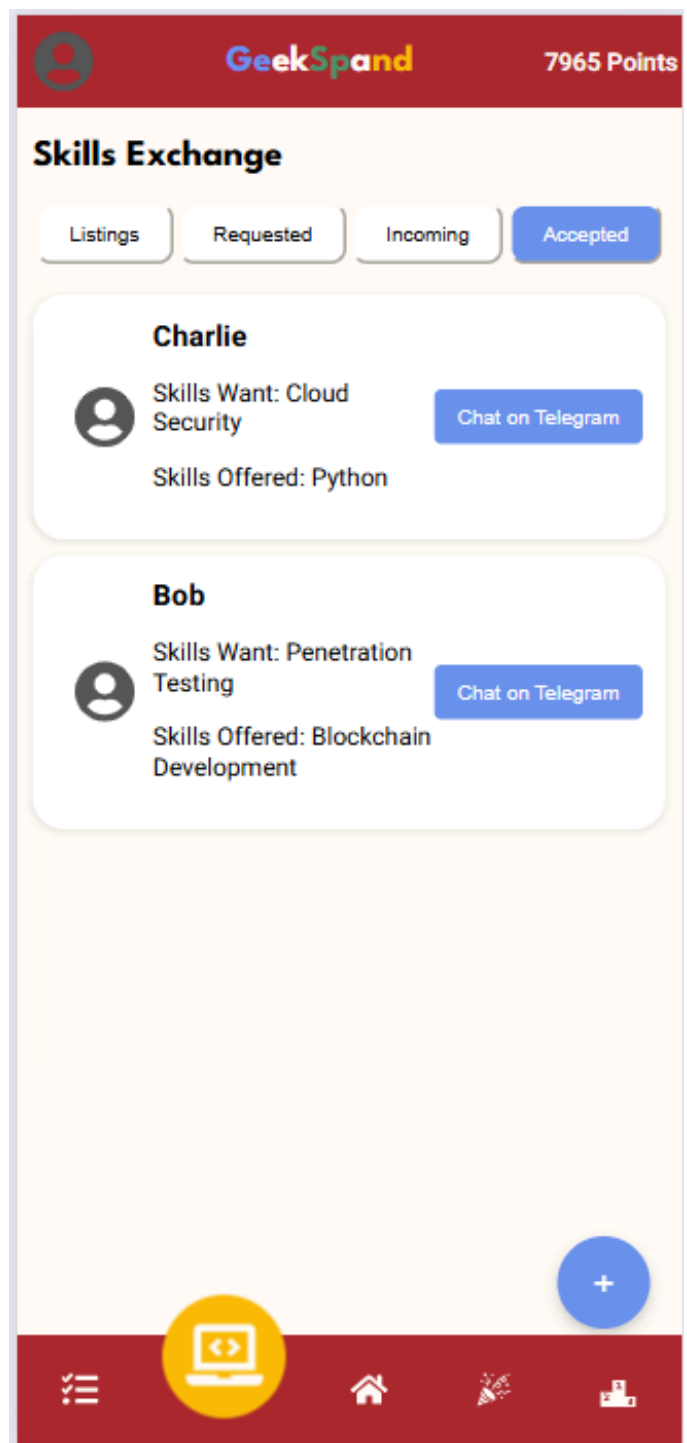 GeekSpand
7965 Points
Skills Exchange
Listings
Requested
Incoming
Accepted
Charlie
Skills Want: Cloud
Security
Skills Offered: Python
Chat on Telegram
Bob
Skills Want: Penetration
Testing
Skills Offered: Blockchain
Development
Chat on Telegram
+